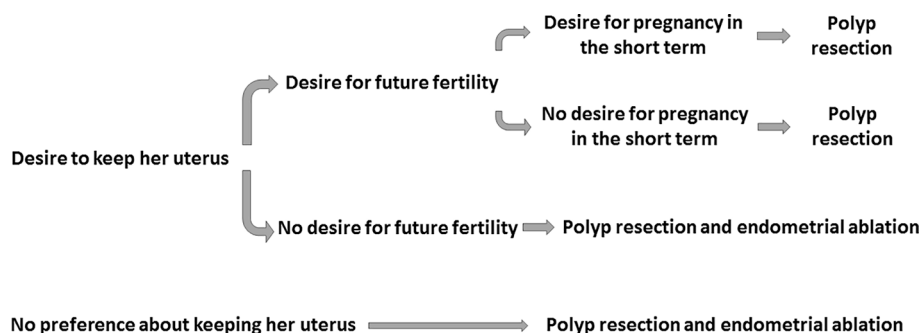 Desire for pregnancy in
the short term
Polyp
resection
Desire for future fertility
No desire for pregnancy
in the short term
Polyp
resection
Desire to keep her uterus
No desire for future fertility
Polyp resection and endometrial ablation
No preference about keeping her uterus
Polyp resection and endometrial ablation